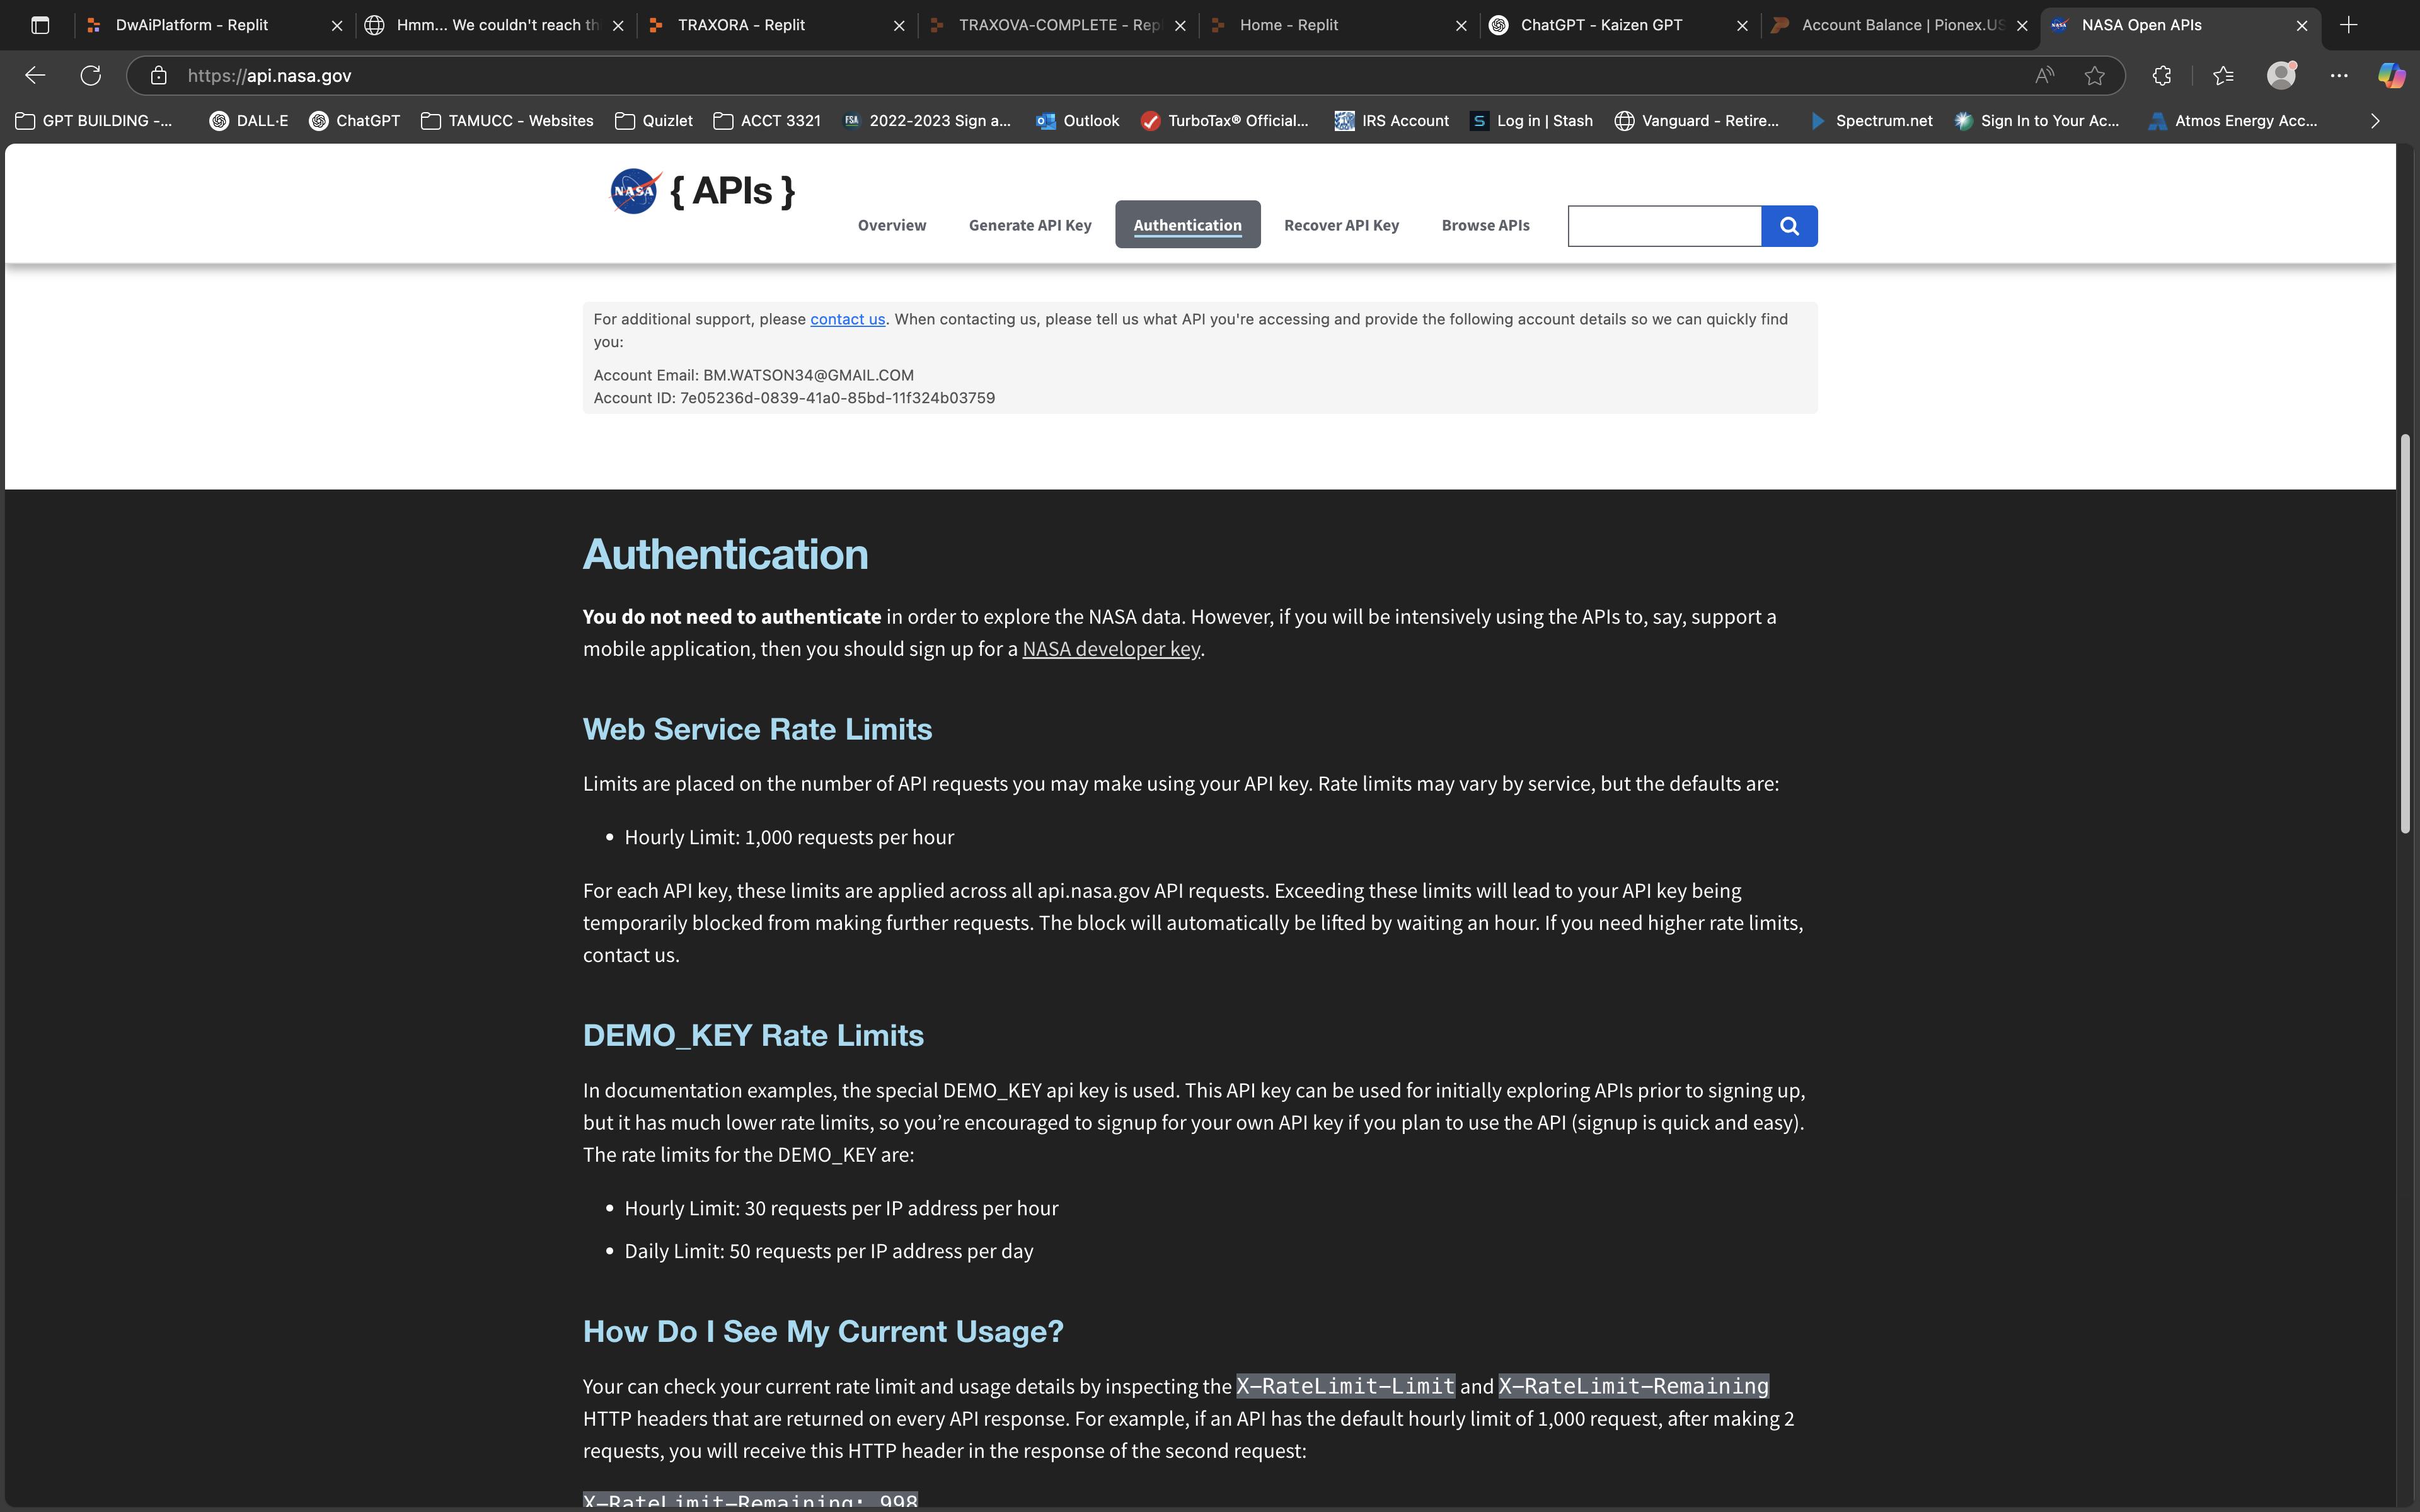 DwAiPlatform - Replit
Hmm... We couldn't reach th
TRAXORA - Replit
TRAXOVA-COMPLETE - Rep
Home - Replit
ChatGPT - Kaizen GPT
Account Balance | Pionex.US
NASA Open APIs
https://api.nasa.gov
GPT BUILDING -...
DALL·E
ChatGPT
TAMUCC - Websites
Quizlet
ACCT 3321
FSA
2022-2023 Sign a...
Outlook
TurboTax® Official...
IRS Account
S
Log in | Stash
Vanguard - Retire...
Spectrum.net
Sign In to Your Ac...
Atmos Energy Acc...
NASA
{ APIs }
Overview
Generate API Key
Authentication
Recover API Key
Browse APIs
For additional support, please contact us. When contacting us, please tell us what API you're accessing and provide the following account details so we can quickly find
you:
Account Email: BM.WATSON34@GMAIL.COM
Account ID: 7e05236d-0839-41a0-85bd-11f324b03759
Authentication
You do not need to authenticate in order to explore the NASA data. However, if you will be intensively using the APIs to, say, support a
mobile application, then you should sign up for a NASA developer key.
Web Service Rate Limits
Limits are placed on the number of API requests you may make using your API key. Rate limits may vary by service, but the defaults are:
• Hourly Limit: 1,000 requests per hour
For each API key, these limits are applied across all api.nasa.gov API requests. Exceeding these limits will lead to your API key being
temporarily blocked from making further requests. The block will automatically be lifted by waiting an hour. If you need higher rate limits,
contact us.
DEMO_KEY Rate Limits
In documentation examples, the special DEMO_KEY api key is used. This API key can be used for initially exploring APIs prior to signing up,
but it has much lower rate limits, so you’re encouraged to signup for your own API key if you plan to use the API (signup is quick and easy).
The rate limits for the DEMO_KEY are:
• Hourly Limit: 30 requests per IP address per hour
• Daily Limit: 50 requests per IP address per day
How Do I See My Current Usage?
Your can check your current rate limit and usage details by inspecting the X-RateLimit-Limit and X-RateLimit-Remaining
HTTP headers that are returned on every API response. For example, if an API has the default hourly limit of 1,000 request, after making 2
requests, you will receive this HTTP header in the response of the second request:
X-RateLimit-Remaining: 998